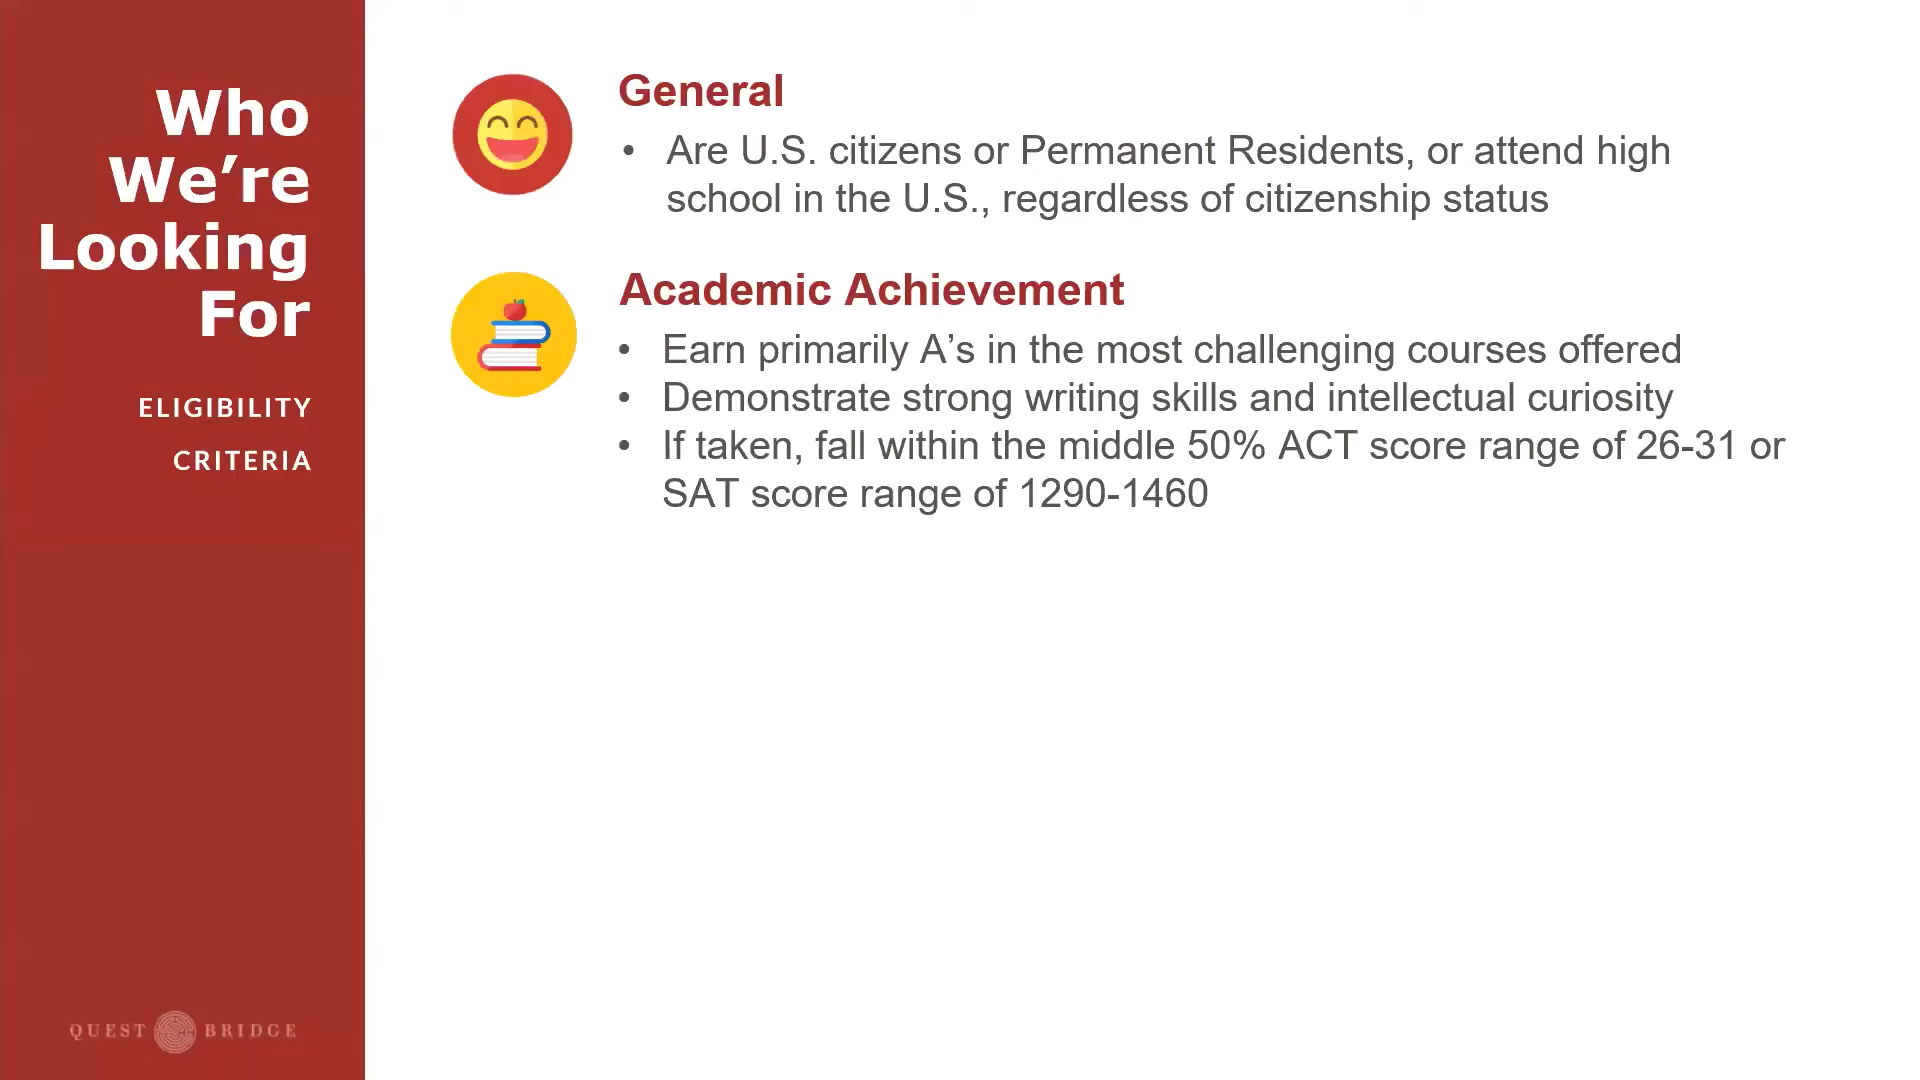 Who
We’re
Looking
For
ELIGIBILITY
CRITERIA
QUEST BRIDGE
General
• Are U.S. citizens or Permanent Residents, or attend high
school in the U.S., regardless of citizenship status
Academic Achievement
• Earn primarily A’s in the most challenging courses offered
• Demonstrate strong writing skills and intellectual curiosity
• If taken, fall within the middle 50% ACT score range of 26-31 or
SAT score range of 1290-1460